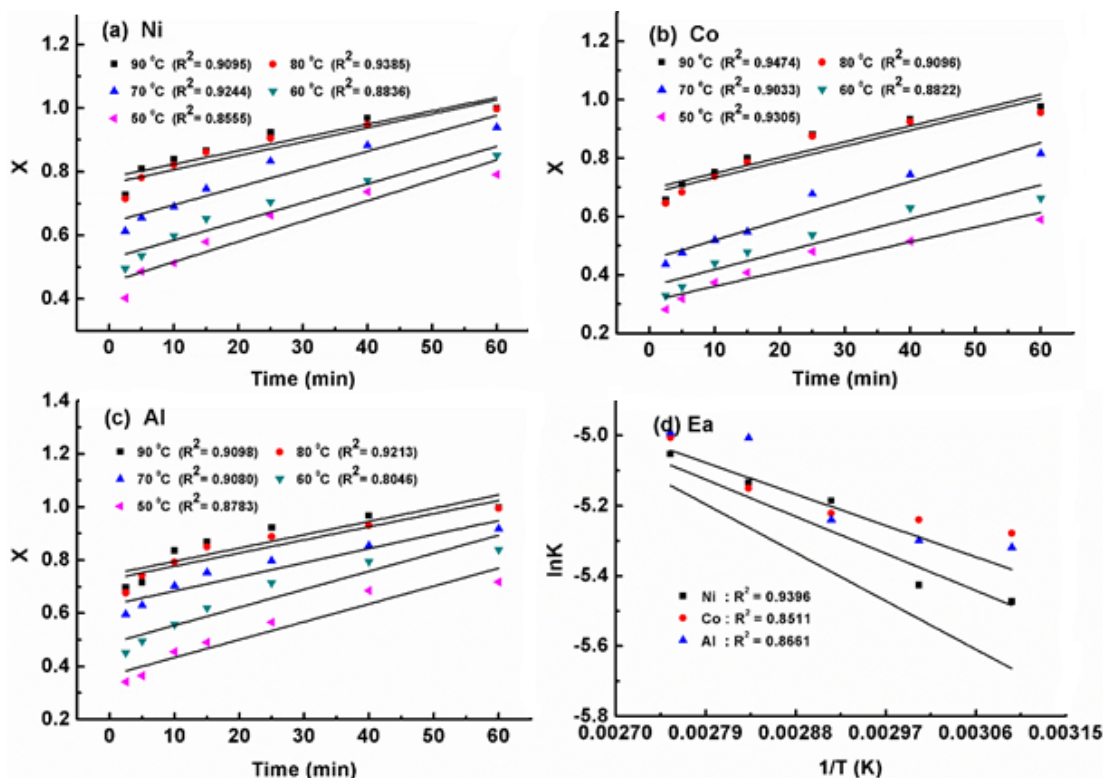 (a) Ni
90 °C (R² = 0.9095) 80 °C (R² = 0.9385)
70 °C (R² = 0.9244) 60 °C (R² = 0.8836)
50 °C (R² = 0.8555)
X
1.2
1.0
0.8
0.6
0.4
0 10 20 30 40 50 60
Time (min)
(b) Co
90 °C (R² = 0.9474) 80 °C (R² = 0.9096)
70 °C (R² = 0.9033) 60 °C (R² = 0.8822)
50 °C (R² = 0.9305)
X
1.2
1.0
0.8
0.6
0.4
0.2
0 10 20 30 40 50 60
Time (min)
(c) Al
90 °C (R² = 0.9098) 80 °C (R² = 0.9213)
70 °C (R² = 0.9080) 60 °C (R² = 0.8046)
50 °C (R² = 0.8783)
X
1.4
1.2
1.0
0.8
0.6
0.4
0.2
0 10 20 30 40 50 60
Time (min)
(d) Ea
lnK
-5.0
-5.2
-5.4
-5.6
-5.8
Ni : R² = 0.9396
Co : R² = 0.8511
Al : R² = 0.8661
0.00270 0.00279 0.00288 0.00297 0.00306 0.00315
1/T (K)